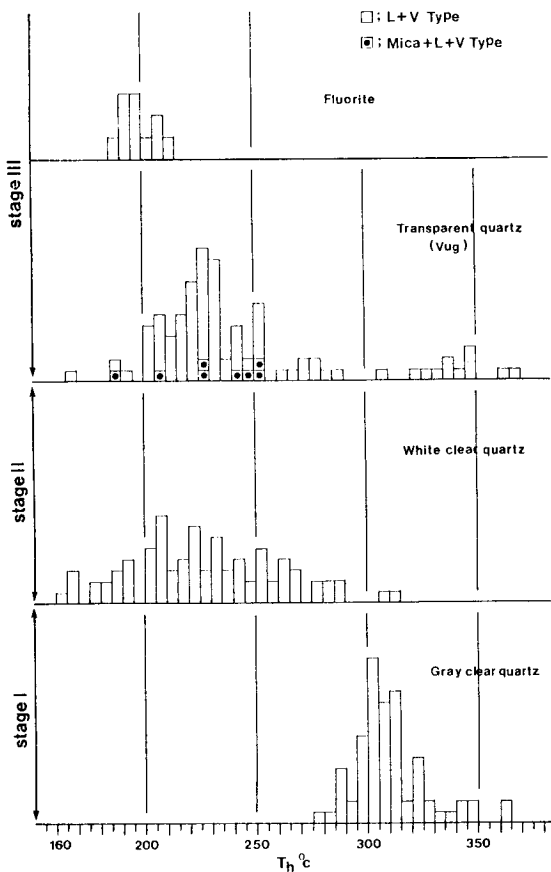 □ ; L+V Type
▣ ; Mica+L+V Type
Fluorite
stage III
Transparent quartz
(Vug)
stage II
White clear quartz
stage I
Gray clear quartz
160 200 250 300 350
Th °c